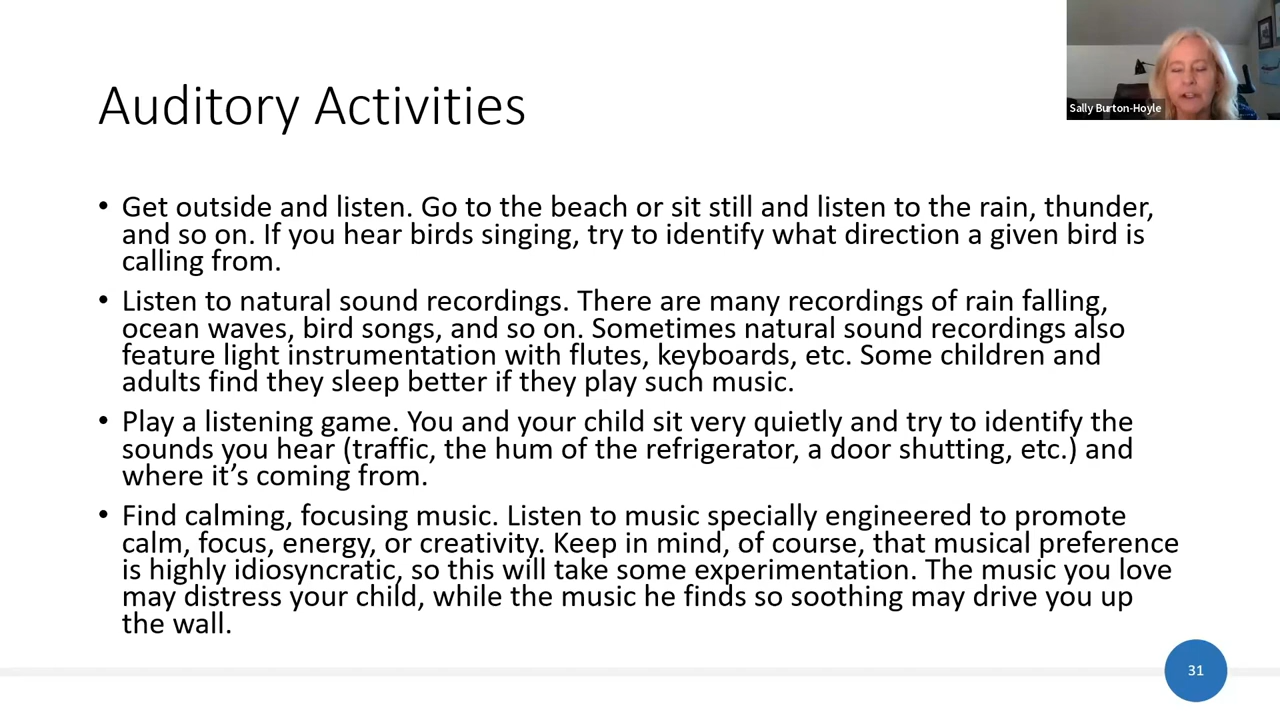 Sally Burton-Hoyle
Auditory Activities
• Get outside and listen. Go to the beach or sit still and listen to the rain, thunder,
and so on. If you hear birds singing, try to identify what direction a given bird is
calling from.
• Listen to natural sound recordings. There are many recordings of rain falling,
ocean waves, bird songs, and so on. Sometimes natural sound recordings also
feature light instrumentation with flutes, keyboards, etc. Some children and
adults find they sleep better if they play such music.
• Play a listening game. You and your child sit very quietly and try to identify the
sounds you hear (traffic, the hum of the refrigerator, a door shutting, etc.) and
where it’s coming from.
• Find calming, focusing music. Listen to music specially engineered to promote
calm, focus, energy, or creativity. Keep in mind, of course, that musical preference
is highly idiosyncratic, so this will take some experimentation. The music you love
may distress your child, while the music he finds so soothing may drive you up
the wall.
31